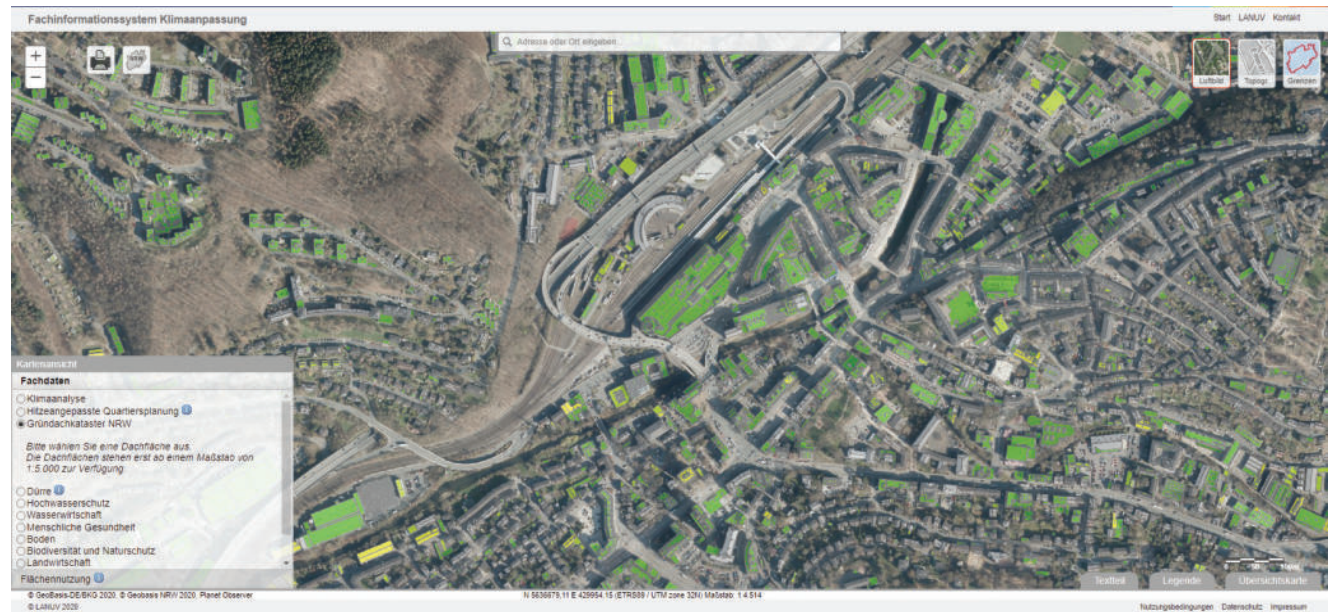 Fachinformationssystem Klimaanpassung
Start LANUV Kontakt
+
−
Adresse oder Ort eingeben...
Luftbild Topogr. Grenzen
Kartenansicht
Fachdaten
Klimaanalyse
Hitzeangepasste Quartiersplanung
Gründachkataster NRW
Bitte wählen Sie eine Dachfläche aus.
Die Dachflächen stehen erst ab einem Maßstab von
1:5.000 zur Verfügung
Dürre
Hochwasserschutz
Wasserwirtschaft
Menschliche Gesundheit
Boden
Biodiversität und Naturschutz
Landwirtschaft
Flächennutzung
Textteil Legende Übersichtskarte
© GeoBasis-DE/BKG 2020, © Geobasis NRW 2020, Planet Observer
N 5636679,11 E 429954,15 (ETRS89 / UTM zone 32N) Maßstab: 1:4.514
© LANUV 2020
Nutzungsbedingungen Datenschutz Impressum